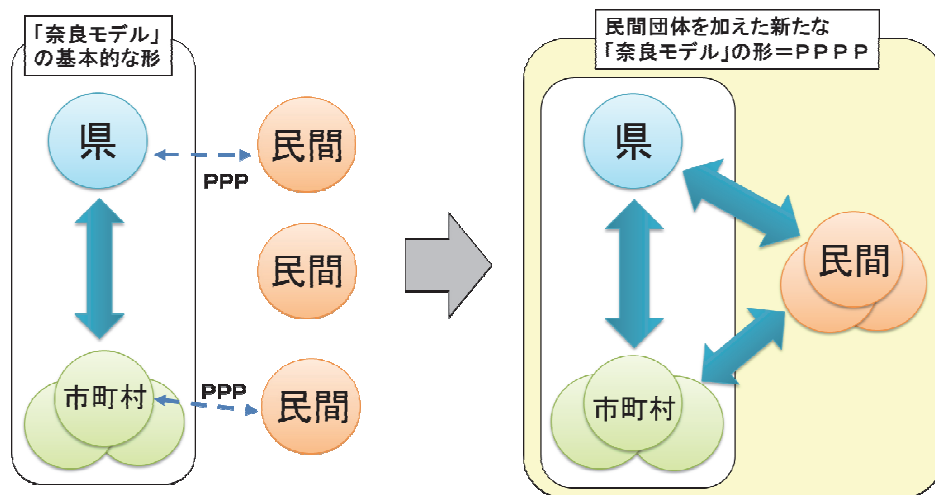 「奈良モデル」
の基本的な形
県
民間
PPP
民間
市町村
PPP
民間
民間団体を加えた新たな
「奈良モデル」の形＝ＰＰＰＰ
県
民間
市町村